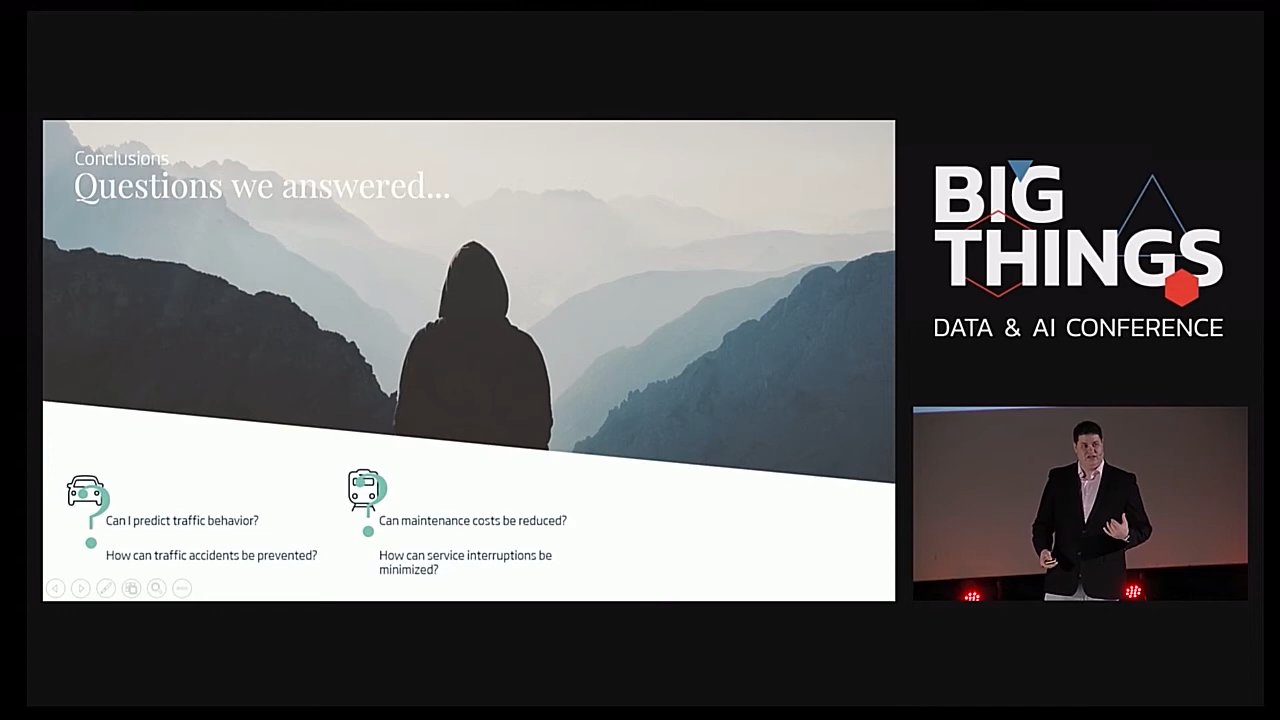 Conclusions
Questions we answered...
Can I predict traffic behavior?
How can traffic accidents be prevented?
Can maintenance costs be reduced?
How can service interruptions be
minimized?
BIG
THINGS
DATA & AI CONFERENCE